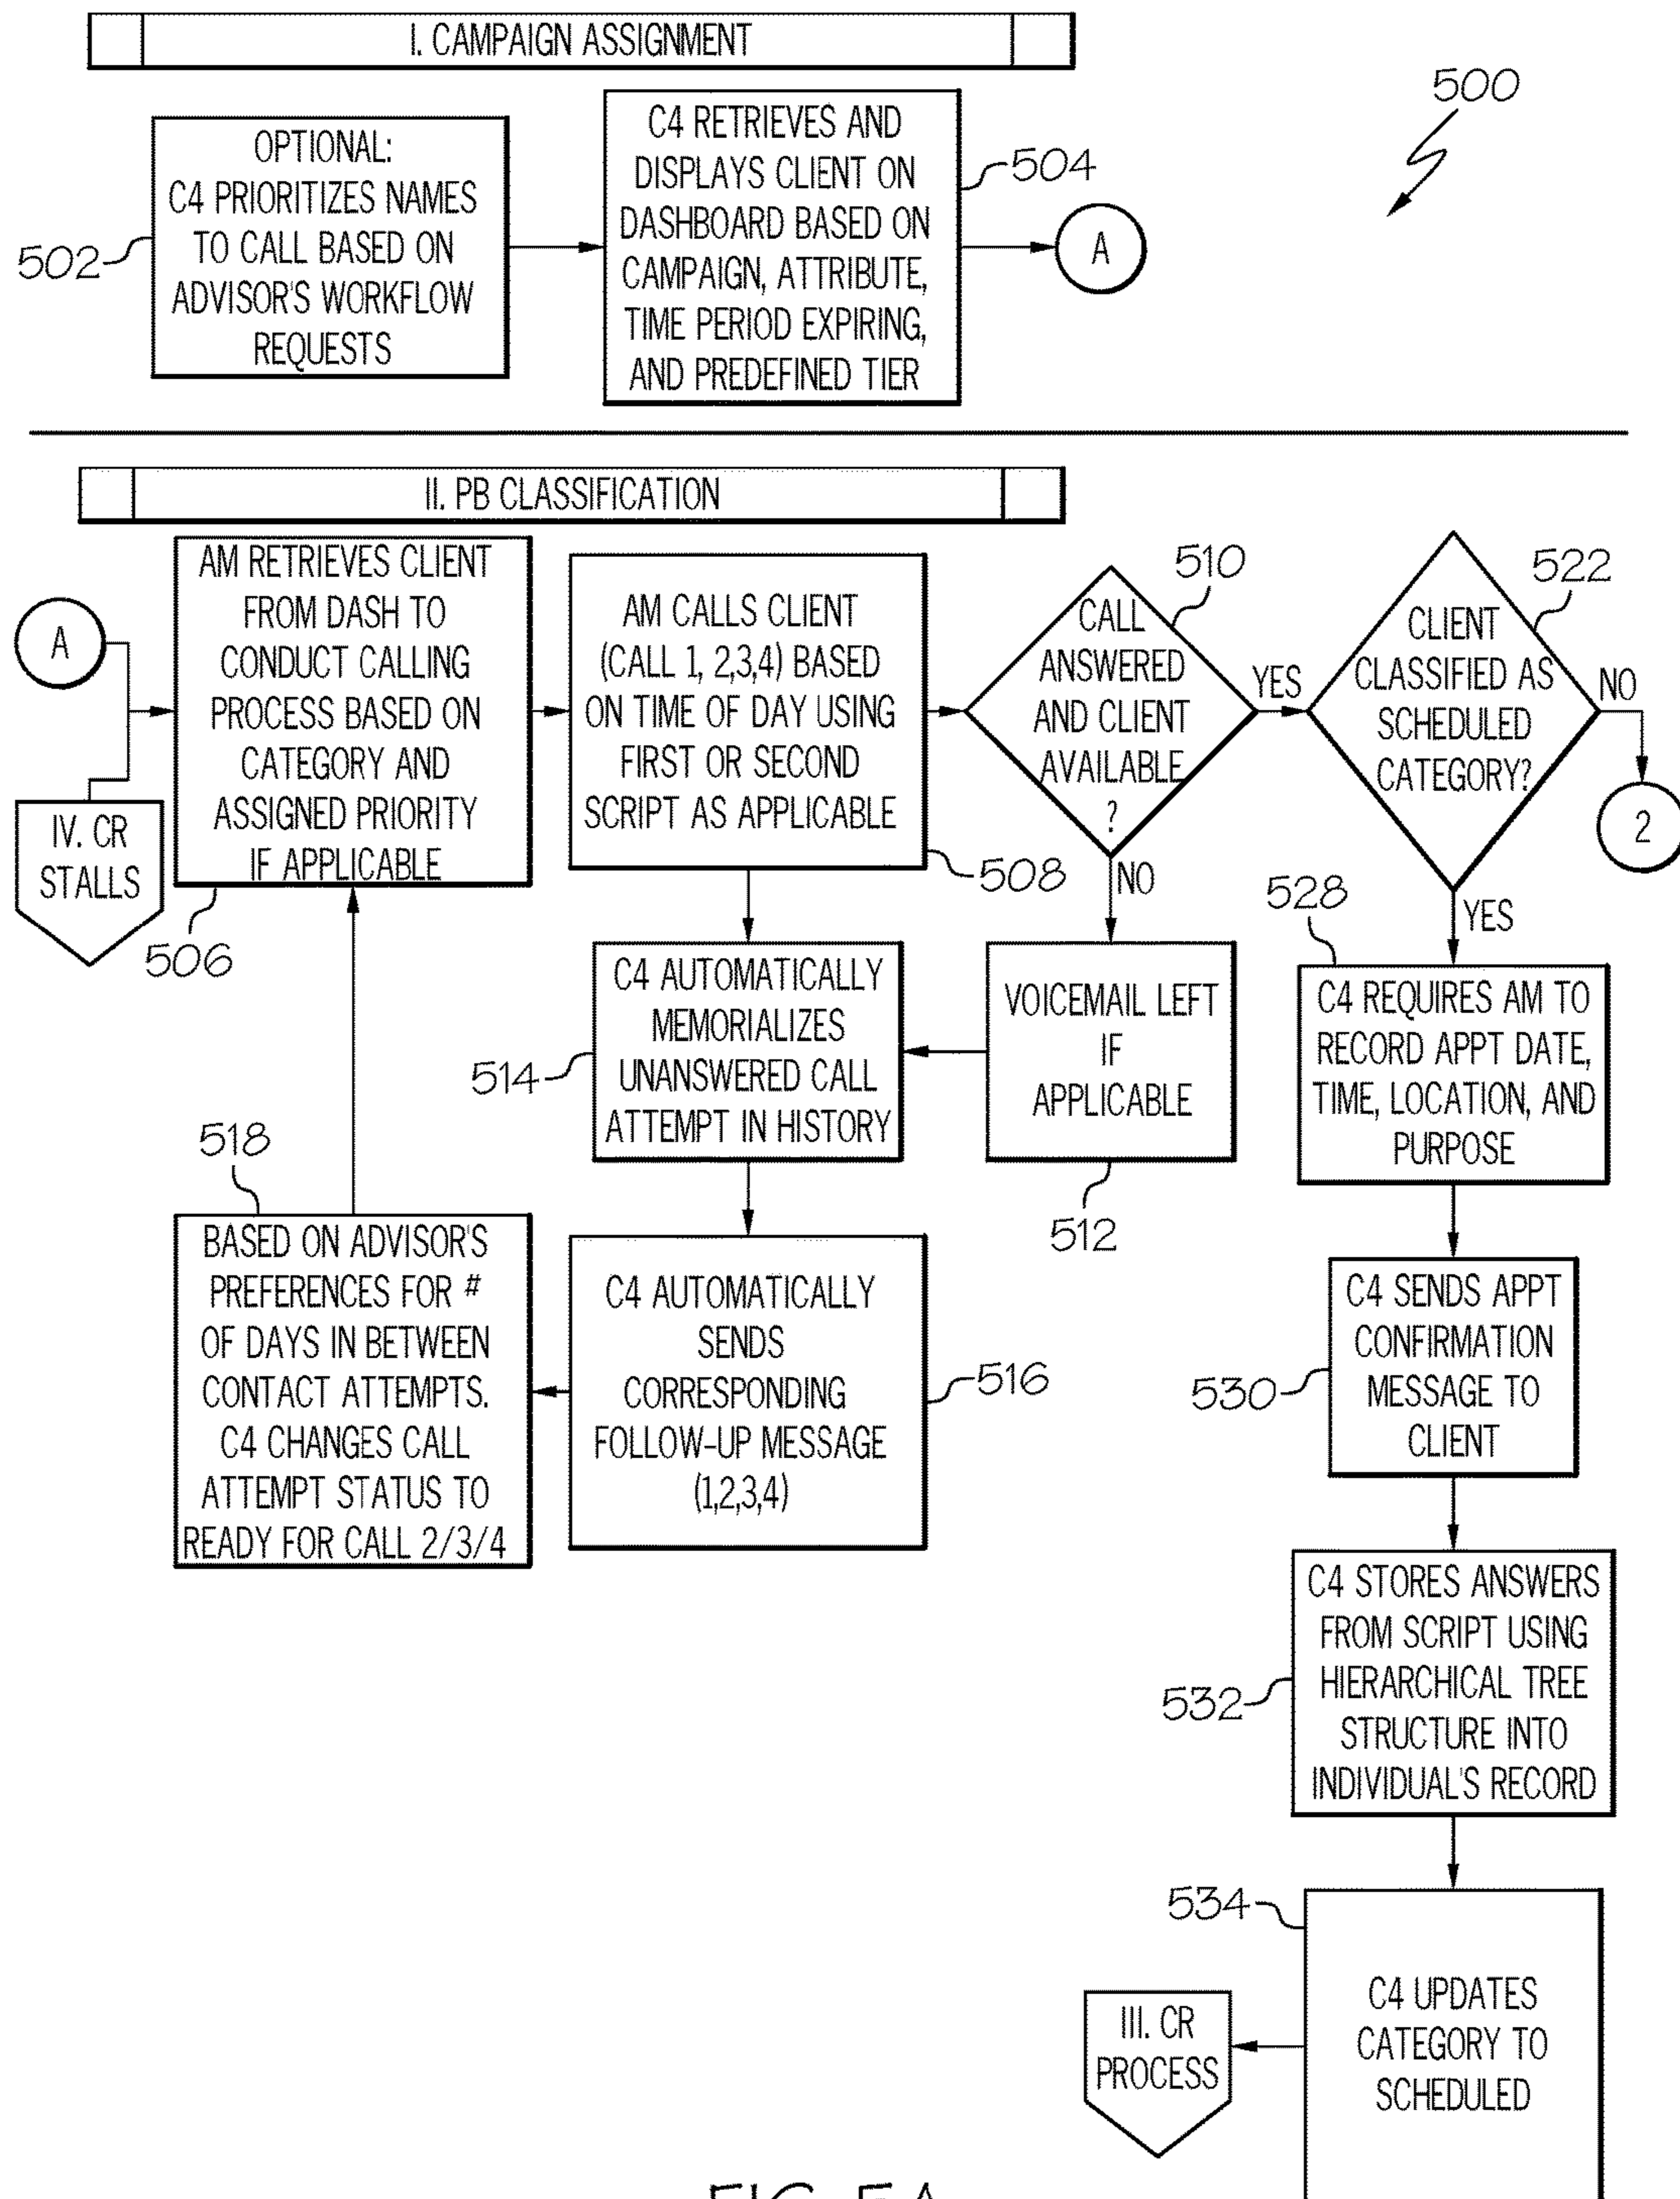 I. CAMPAIGN ASSIGNMENT
500
OPTIONAL:
C4 PRIORITIZES NAMES
TO CALL BASED ON
ADVISOR'S WORKFLOW
REQUESTS
502
C4 RETRIEVES AND
DISPLAYS CLIENT ON
DASHBOARD BASED ON
CAMPAIGN, ATTRIBUTE,
TIME PERIOD EXPIRING,
AND PREDEFINED TIER
504
A
II. PB CLASSIFICATION
A
IV. CR
STALLS
AM RETRIEVES CLIENT
FROM DASH TO
CONDUCT CALLING
PROCESS BASED ON
CATEGORY AND
ASSIGNED PRIORITY
IF APPLICABLE
506
AM CALLS CLIENT
(CALL 1, 2,3,4) BASED
ON TIME OF DAY USING
FIRST OR SECOND
SCRIPT AS APPLICABLE
508
CALL
ANSWERED
AND CLIENT
AVAILABLE
?
510
YES
NO
CLIENT
CLASSIFIED AS
SCHEDULED
CATEGORY?
522
NO
2
YES
VOICEMAIL LEFT
IF
APPLICABLE
512
C4 AUTOMATICALLY
MEMORIALIZES
UNANSWERED CALL
ATTEMPT IN HISTORY
514
C4 AUTOMATICALLY
SENDS
CORRESPONDING
FOLLOW-UP MESSAGE
(1,2,3,4)
516
518
BASED ON ADVISOR'S
PREFERENCES FOR #
OF DAYS IN BETWEEN
CONTACT ATTEMPTS.
C4 CHANGES CALL
ATTEMPT STATUS TO
READY FOR CALL 2/3/4
528
C4 REQUIRES AM TO
RECORD APPT DATE,
TIME, LOCATION, AND
PURPOSE
530
C4 SENDS APPT
CONFIRMATION
MESSAGE TO
CLIENT
532
C4 STORES ANSWERS
FROM SCRIPT USING
HIERARCHICAL TREE
STRUCTURE INTO
INDIVIDUAL'S RECORD
534
C4 UPDATES
CATEGORY TO
SCHEDULED
III. CR
PROCESS
FIG. 5A